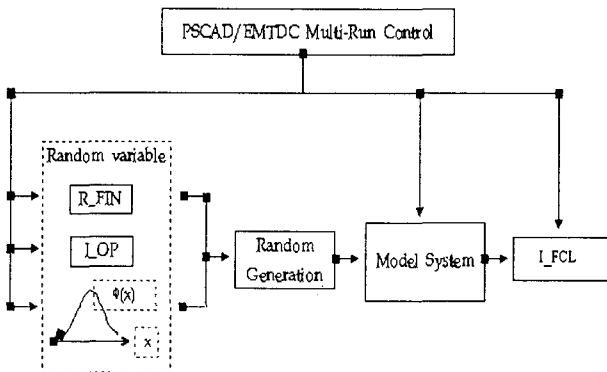 PSCAD/EMTDC Multi-Run Control
Random variable
R_FIN
I_OP
φ(x)
x
Random
Generation
Model System
I_FCL